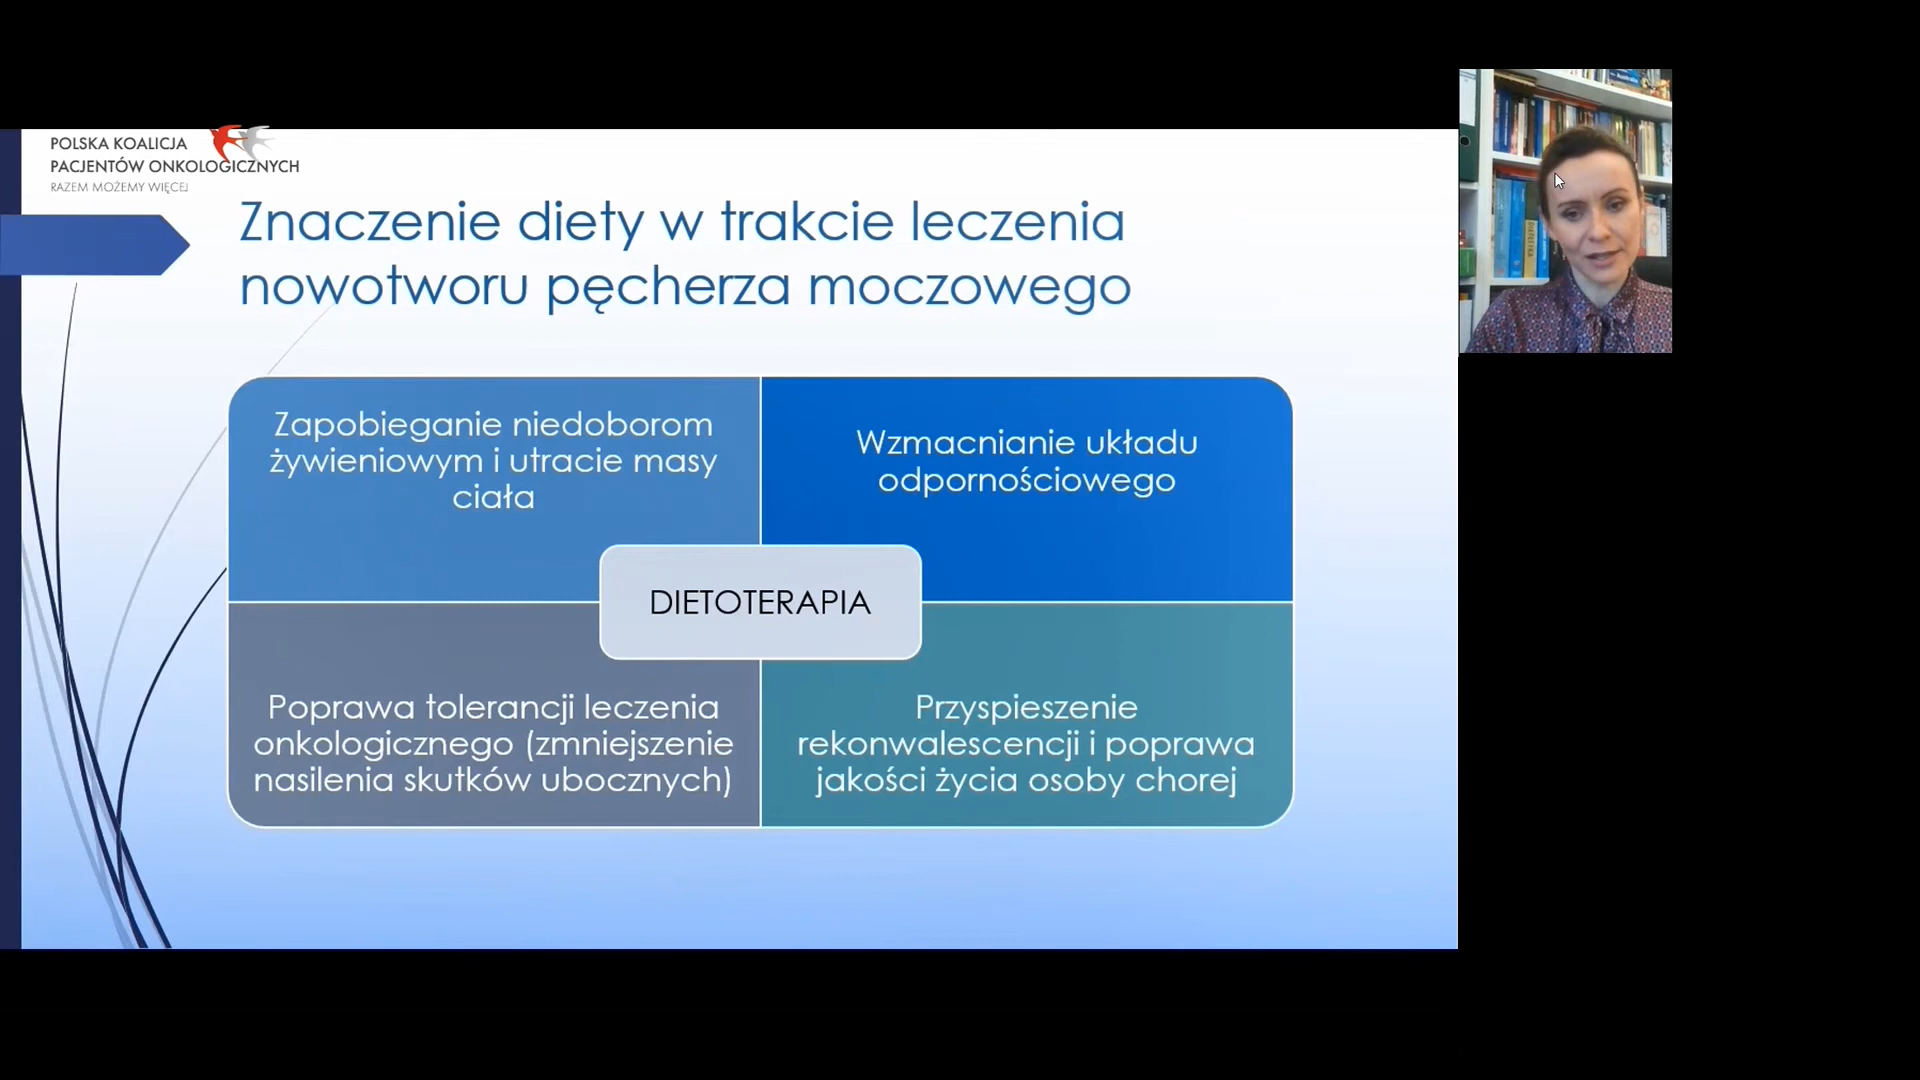 POLSKA KOALICJA
PACJENTÓW ONKOLOGICZNYCH
RAZEM MOŻEMY WIĘCEJ
Znaczenie diety w trakcie leczenia
nowotworu pęcherza moczowego
Zapobieganie niedoborom
żywieniowym i utracie masy
ciała
Wzmacnianie układu
odpornościowego
DIETOTERAPIA
Poprawa tolerancji leczenia
onkologicznego (zmniejszenie
nasilenia skutków ubocznych)
Przyspieszenie
rekonwalescencji i poprawa
jakości życia osoby chorej